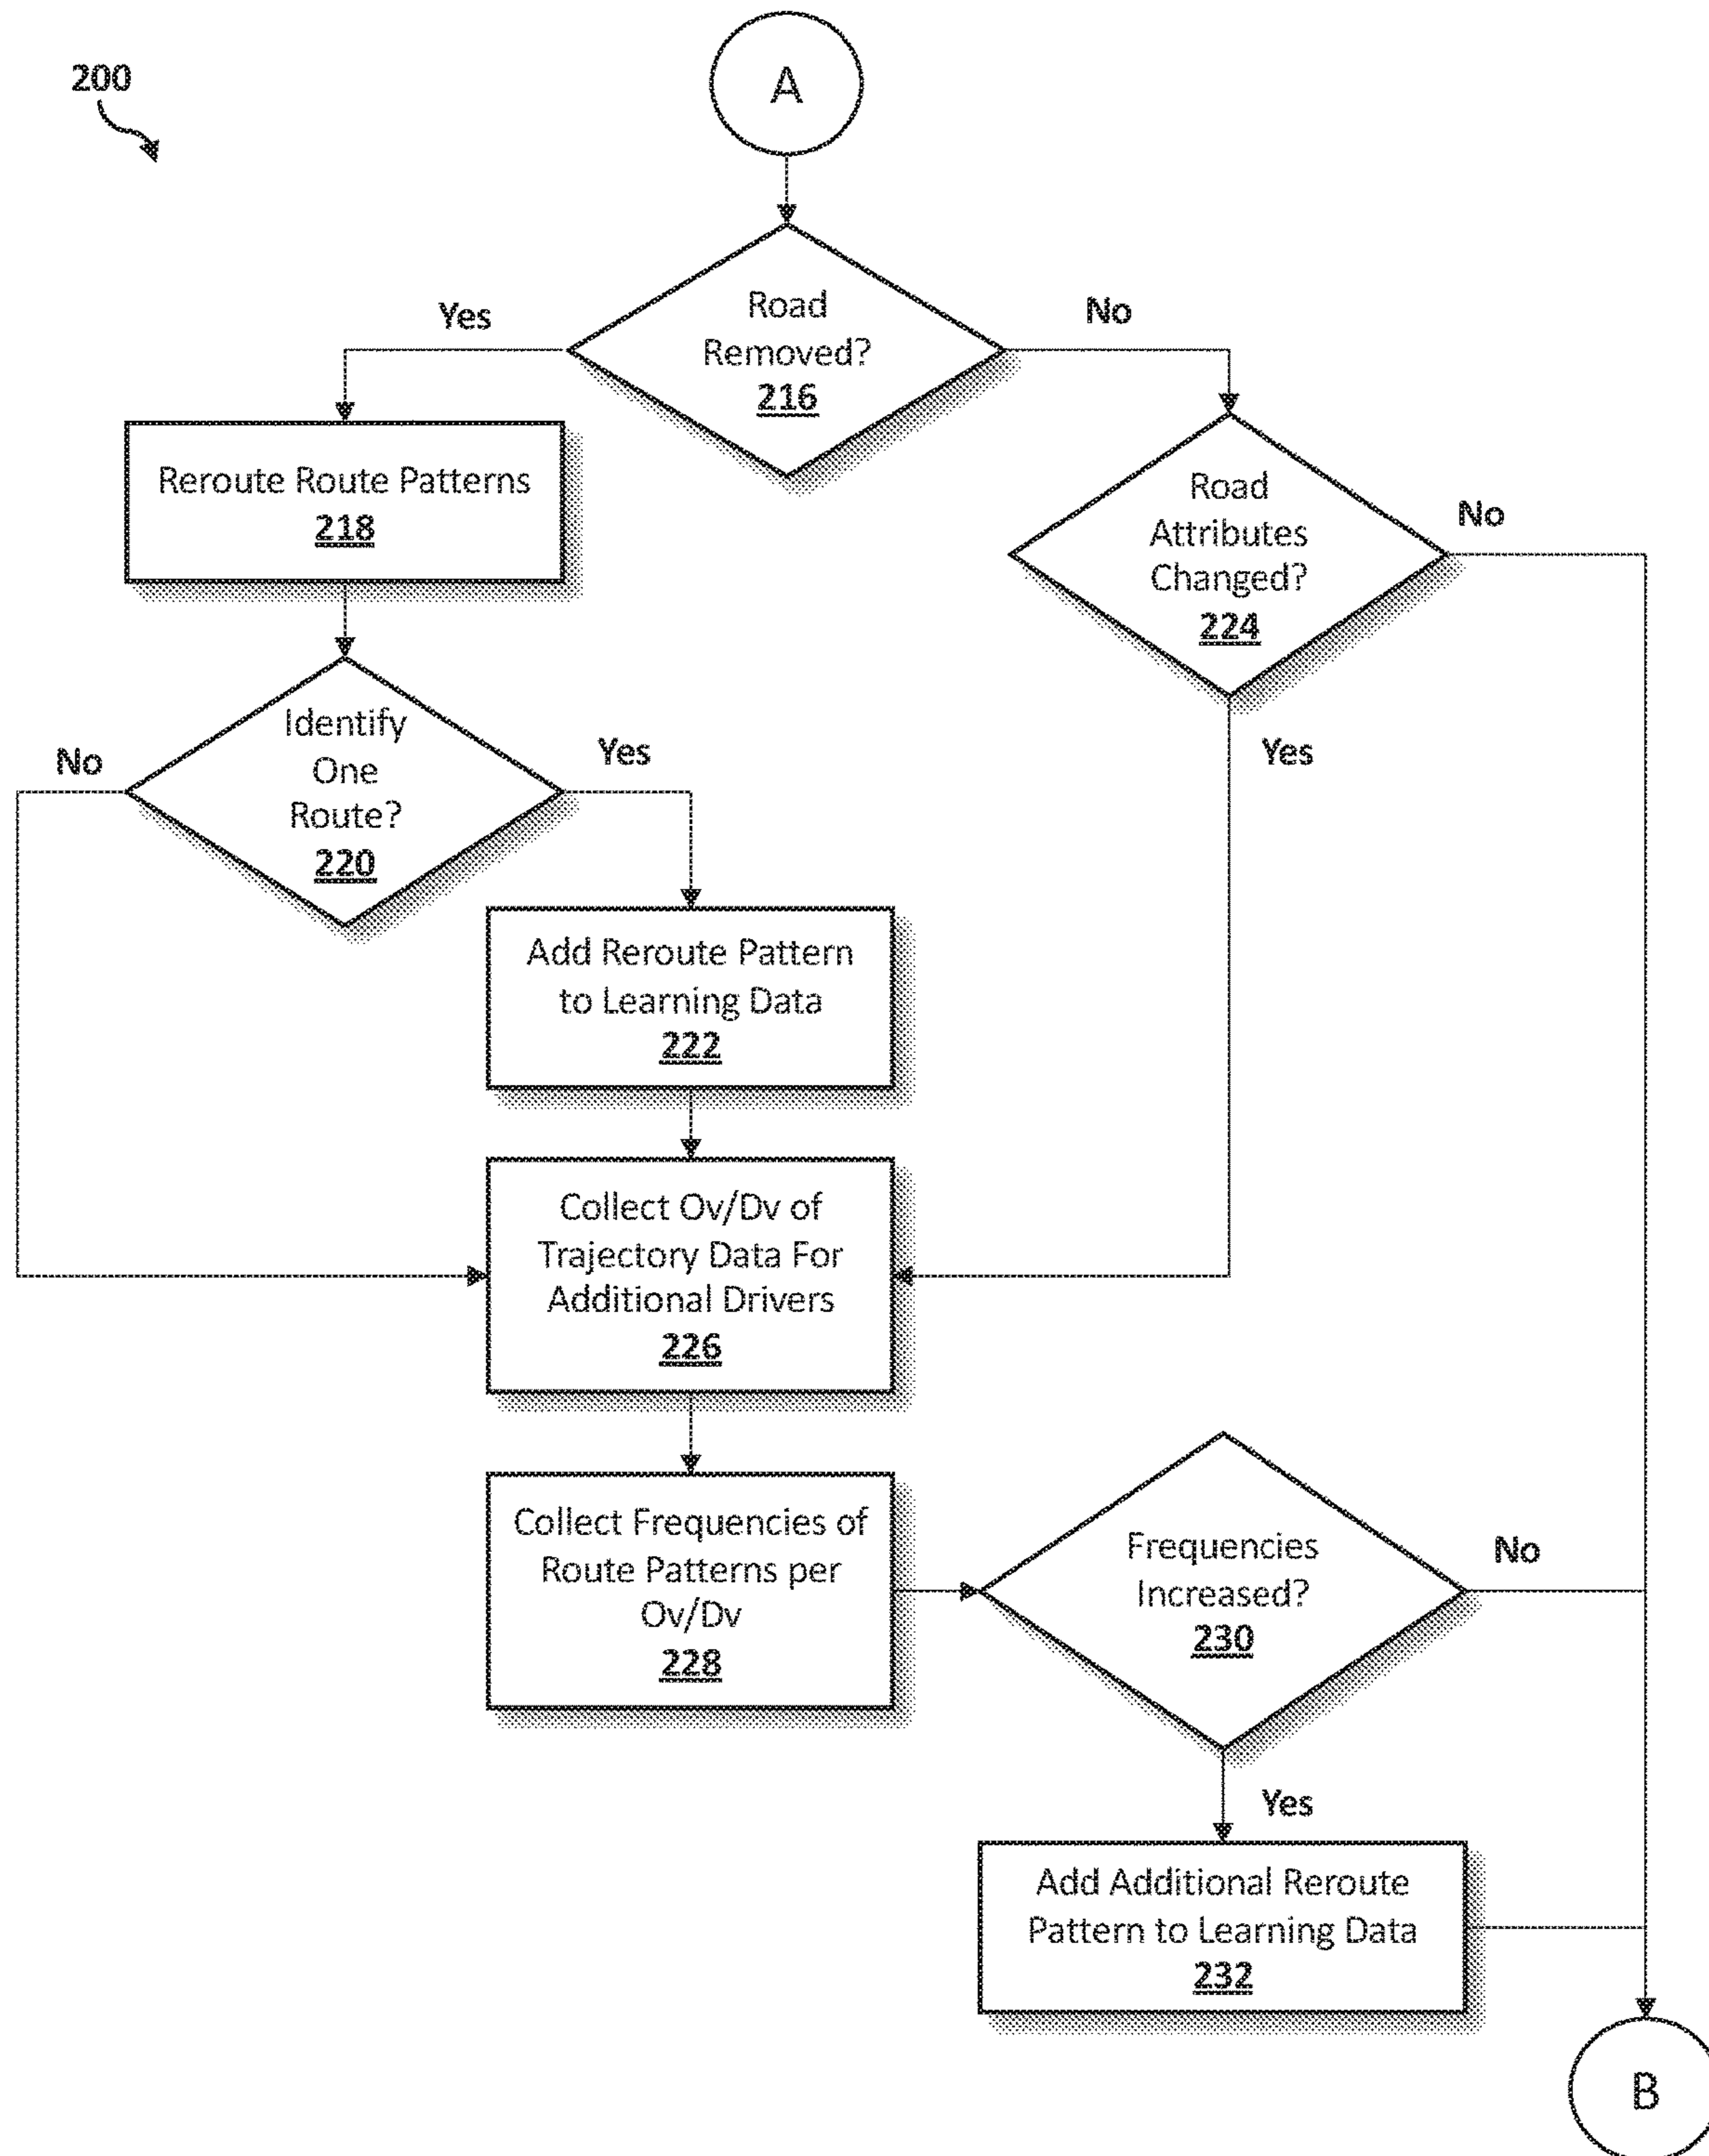 200
A
Yes
Road
Removed?
216
No
Reroute Route Patterns
218
Road
Attributes
Changed?
224
No
Yes
No
Identify
One
Route?
220
Yes
Add Reroute Pattern
to Learning Data
222
Collect Ov/Dv of
Trajectory Data For
Additional Drivers
226
Collect Frequencies of
Route Patterns per
Ov/Dv
228
Frequencies
Increased?
230
No
Yes
Add Additional Reroute
Pattern to Learning Data
232
B